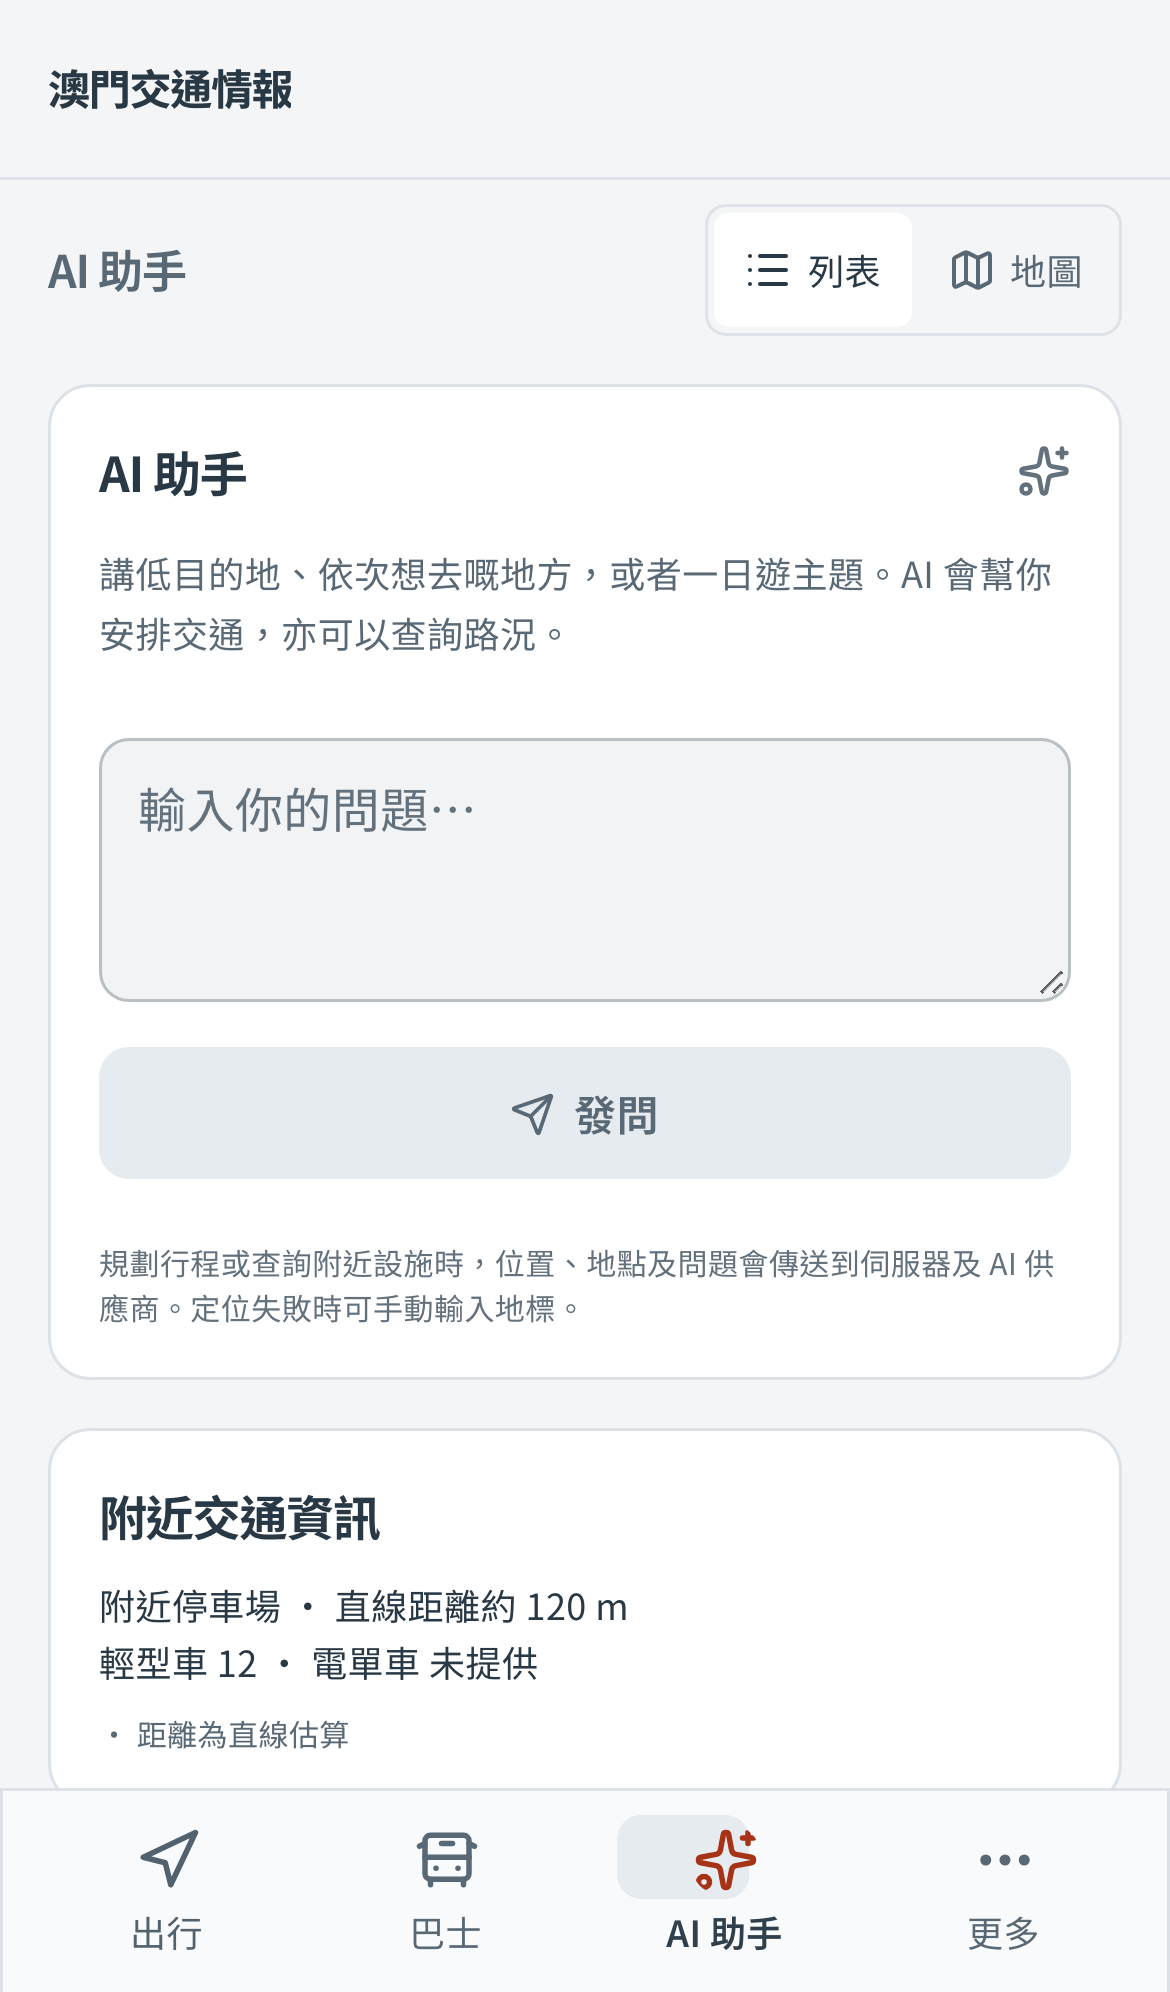 澳門交通情報
AI 助手
列表
地圖
AI 助手
講低目的地、依次想去嘅地方，或者一日遊主題。AI 會幫你
安排交通，亦可以查詢路況。
輸入你的問題…
發問
規劃行程或查詢附近設施時，位置、地點及問題會傳送到伺服器及 AI 供
應商。定位失敗時可手動輸入地標。
附近交通資訊
附近停車場 · 直線距離約 120 m
輕型車 12 · 電單車 未提供
· 距離為直線估算
出行
巴士
AI 助手
更多